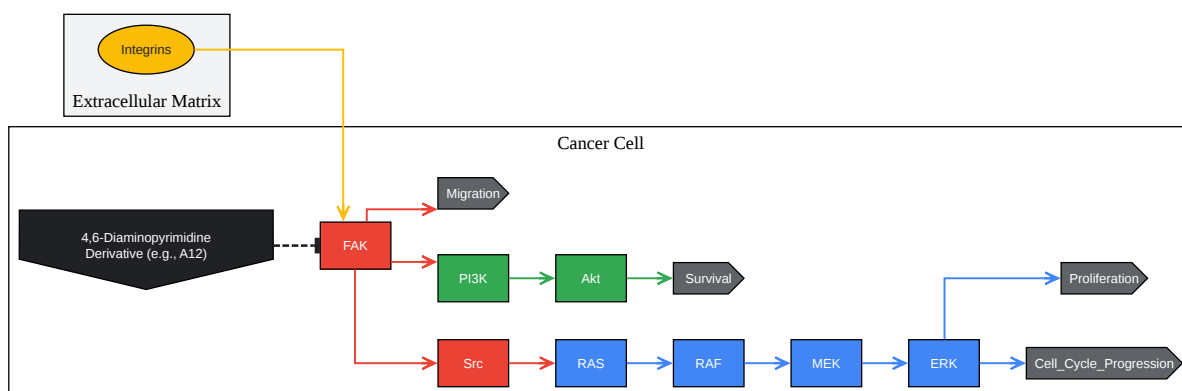 Integrins
Extracellular Matrix
Cancer Cell
Migration
4,6-Diaminopyrimidine
Derivative (e.g., A12)
FAK
PI3K
Akt
Survival
Proliferation
Src
RAS
RAF
MEK
ERK
Cell_Cycle_Progression